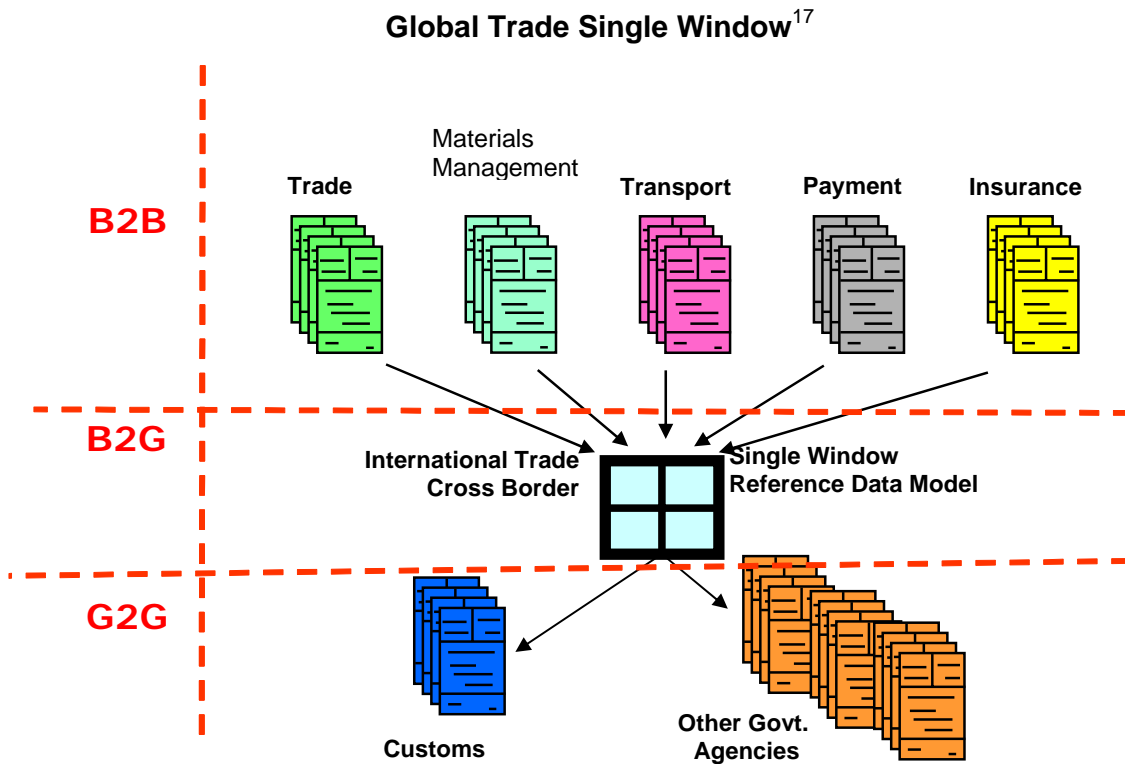 Global Trade Single Window17
B2B
Materials
Management
Trade
Transport
Payment
Insurance
B2G
International Trade
Cross Border
Single Window
Reference Data Model
G2G
Customs
Other Govt.
Agencies